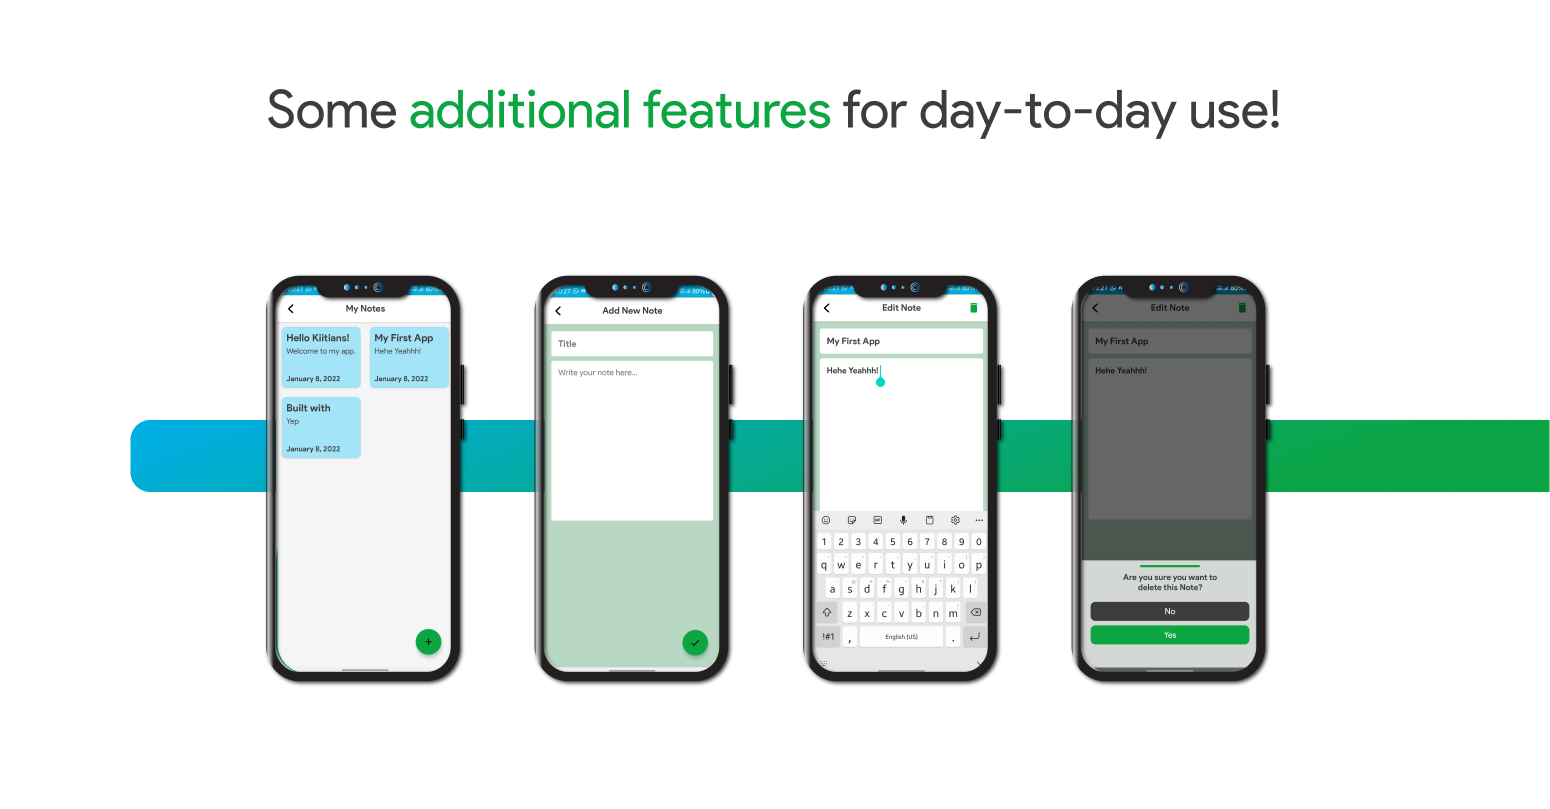 Some additional features for day-to-day use!
My Notes
Hello Kiitians!
Welcome to my app.
January 8, 2022
My First App
Hehe Yeahhh!
January 8, 2022
Built with
Yep
January 8, 2022
+
80%
Add New Note
Title
Write your note here...
Edit Note
My First App
Hehe Yeahhh!
1 2 3 4 5 6 7 8 9 0
q w e r t y u i o p
a s d f g h j k l
z x c v b n m
!#1 , English (US) .
Edit Note
My First App
Hehe Yeahhh!
Are you sure you want to
delete this Note?
No
Yes